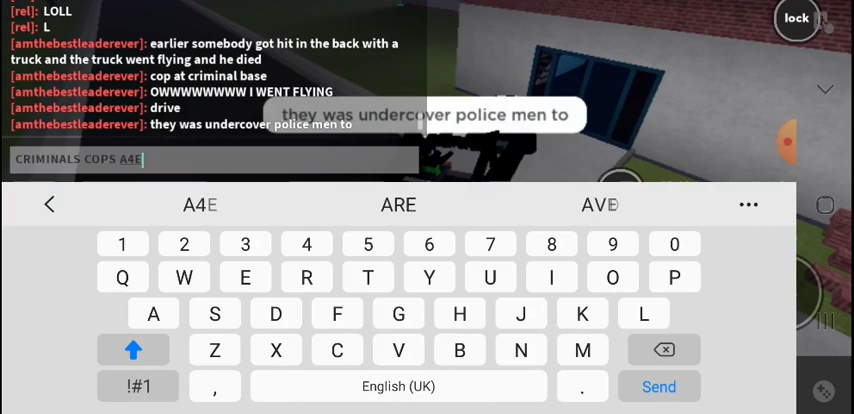 [rel]: LOLL
[rel]: L
[amthebestleaderever]: earlier somebody got hit in the back with a
truck and the truck went flying and he died
[amthebestleaderever]: cop at criminal base
[amthebestleaderever]: OWWWWWWWW I WENT FLYING
[amthebestleaderever]: drive
[amthebestleaderever]: they was undercover police men to
they was undercover police men to
lock
CRIMINALS COPS A4E
A4E ARE AVE
1 2 3 4 5 6 7 8 9 0
Q W E R T Y U I O P
A S D F G H J K L
Z X C V B N M
!#1 , English (UK) . Send